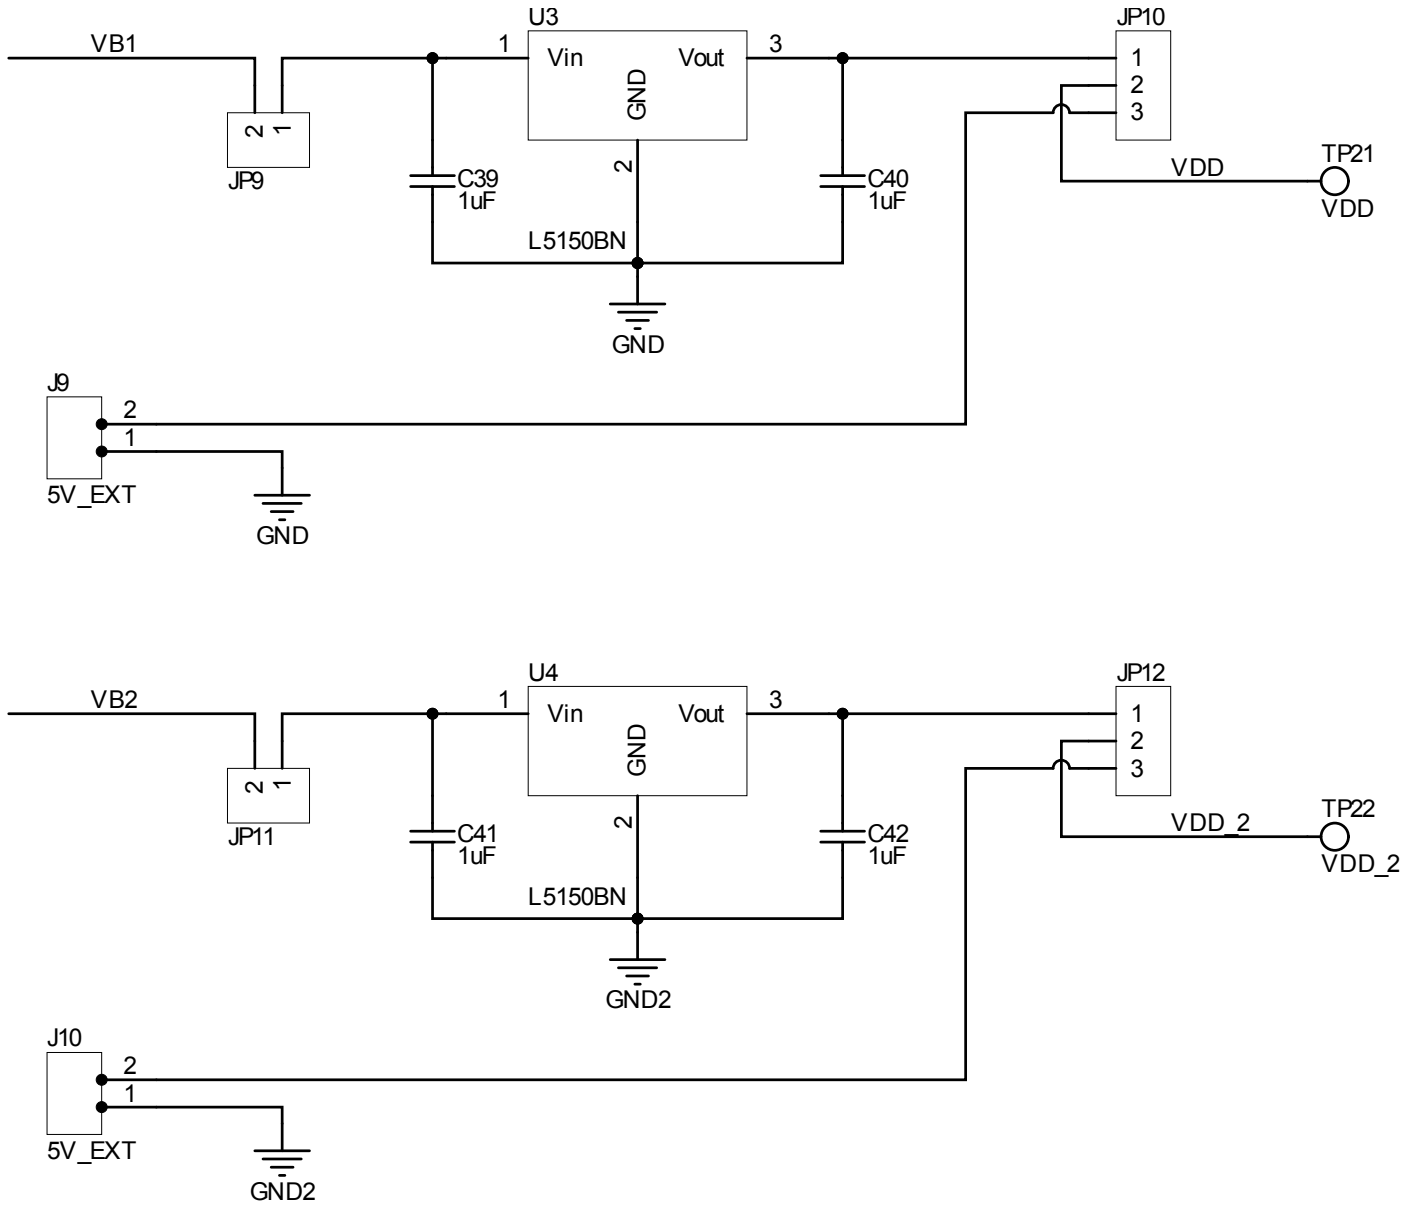 U3
JP10
VB1
1
Vin
Vout
GND
3
1
2
3
2
2
1
JP9
C39
1uF
C40
1uF
VDD
TP21
VDD
L5150BN
GND
J9
2
1
5V_EXT
GND
U4
JP12
VB2
1
Vin
Vout
GND
3
1
2
3
2
2
1
JP11
C41
1uF
C42
1uF
VDD_2
TP22
VDD_2
L5150BN
GND2
J10
2
1
5V_EXT
GND2